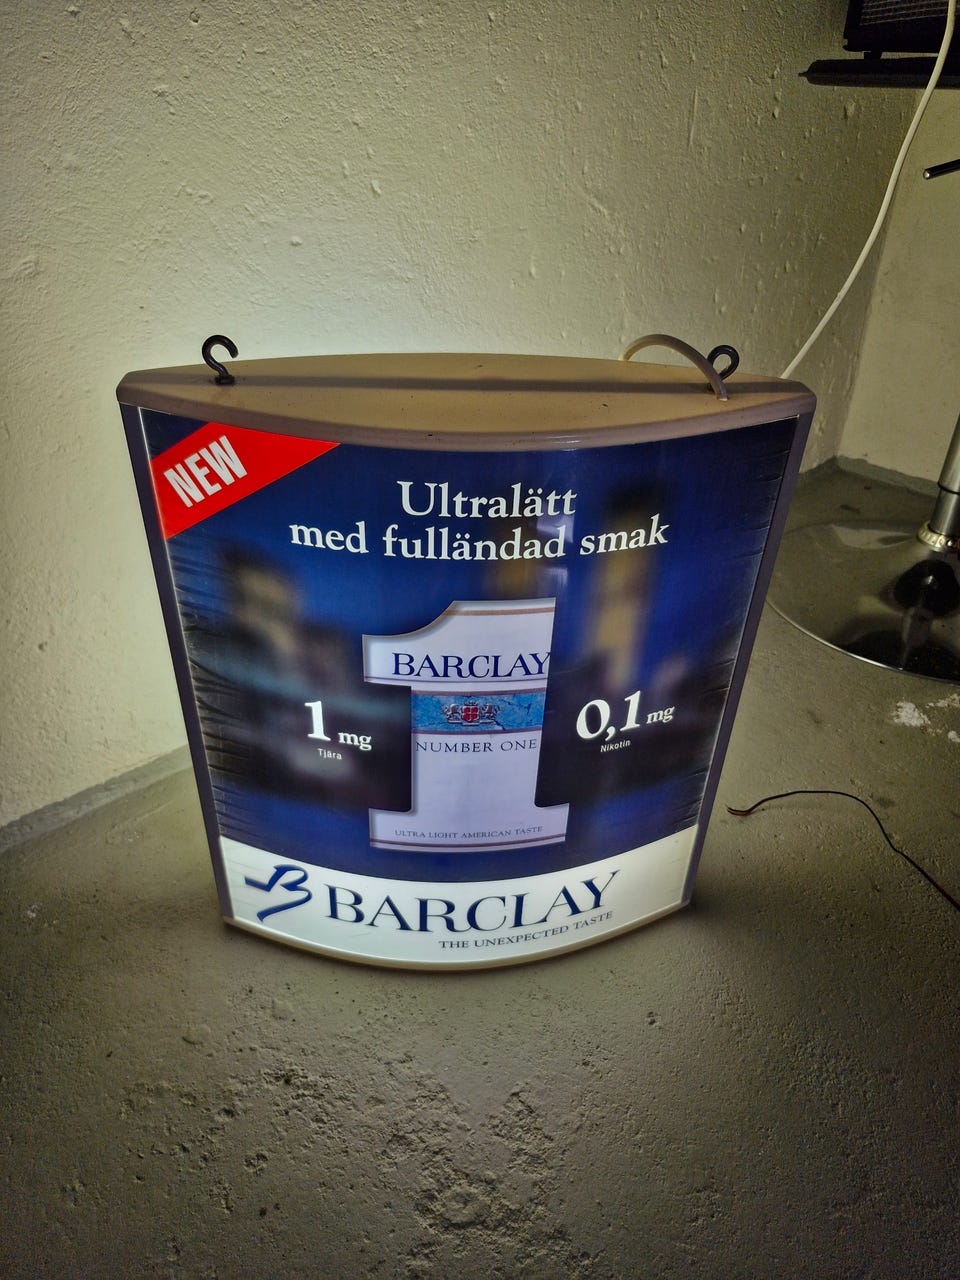 NEW
Ultralätt
med fulländad smak
BARCLAY
NUMBER ONE
ULTRA LIGHT AMERICAN TASTE
1 mg
Tjära
0,1 mg
Nikotin
B BARCLAY
THE UNEXPECTED TASTE